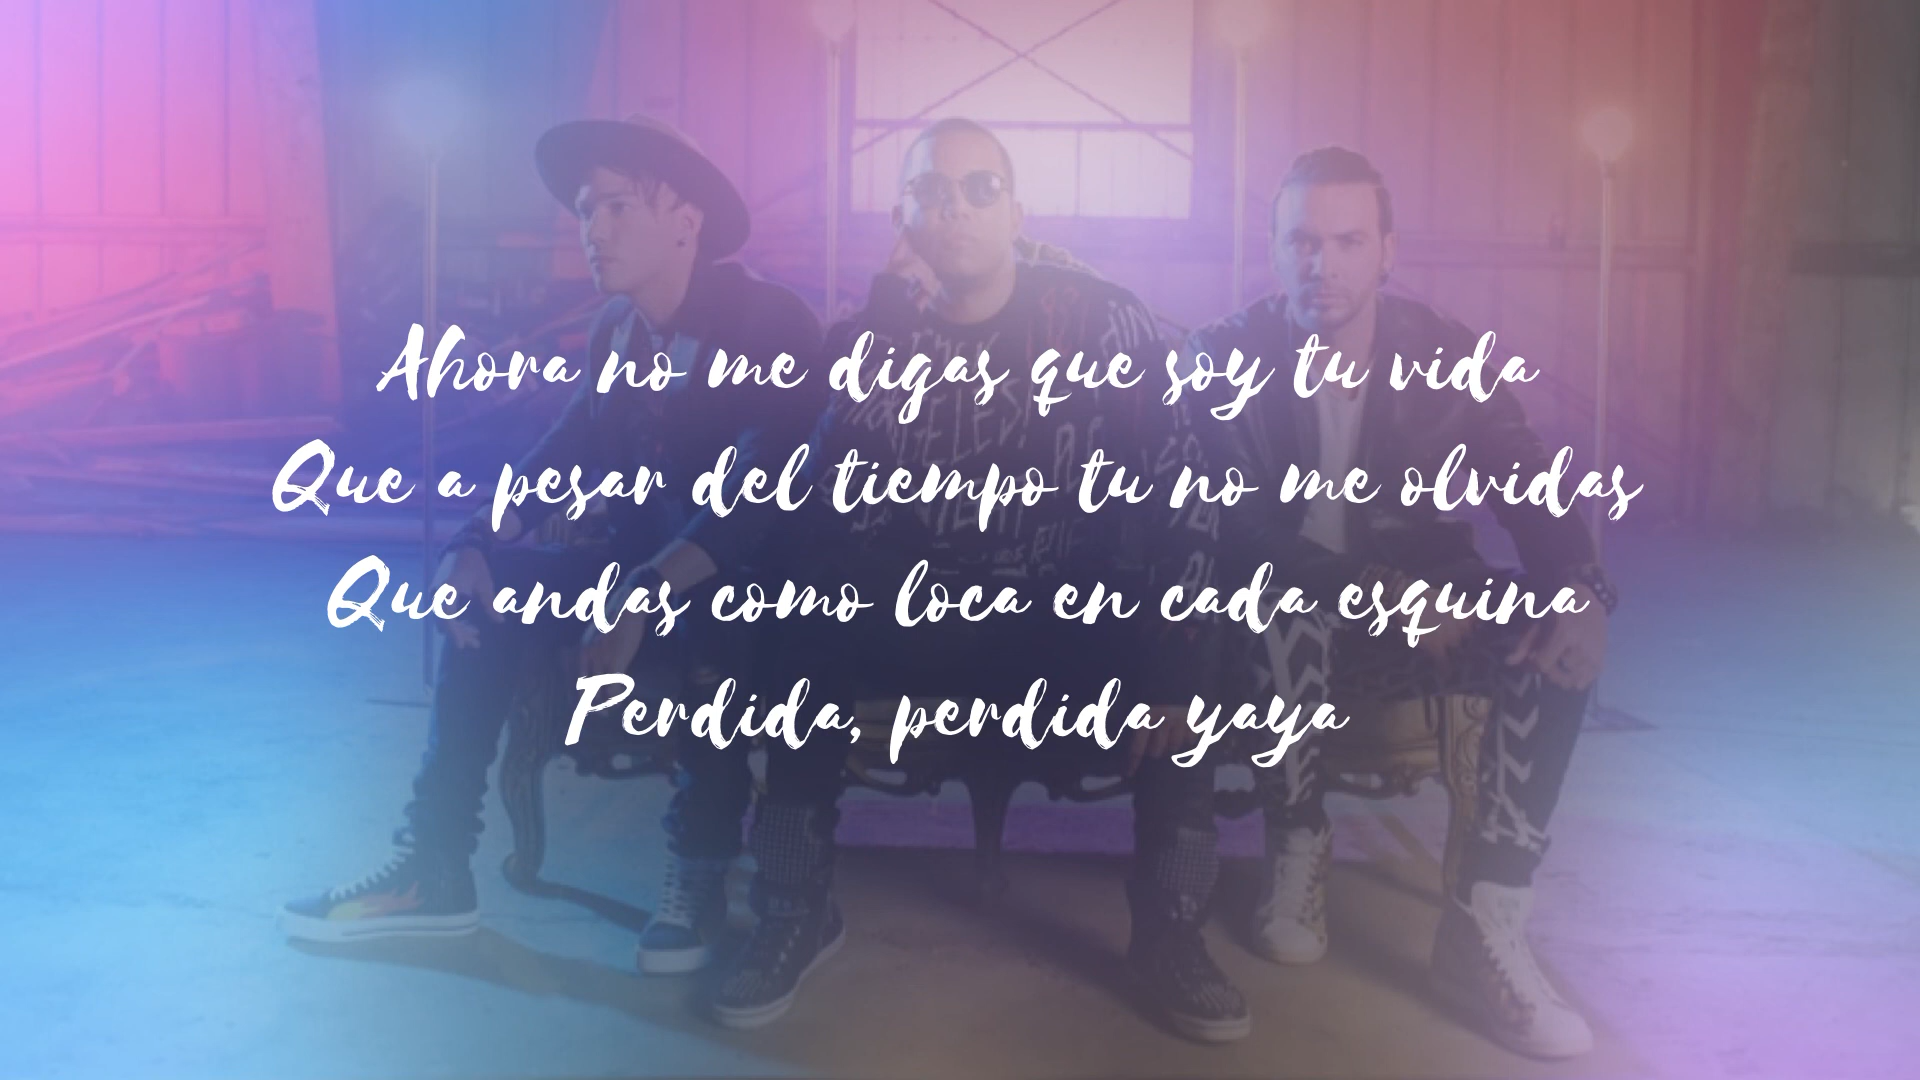 Ahora no me digas que soy tu vida
Que a pesar del tiempo tu no me olvidas
Que andas como loca en cada esquina
Perdida, perdida yaya